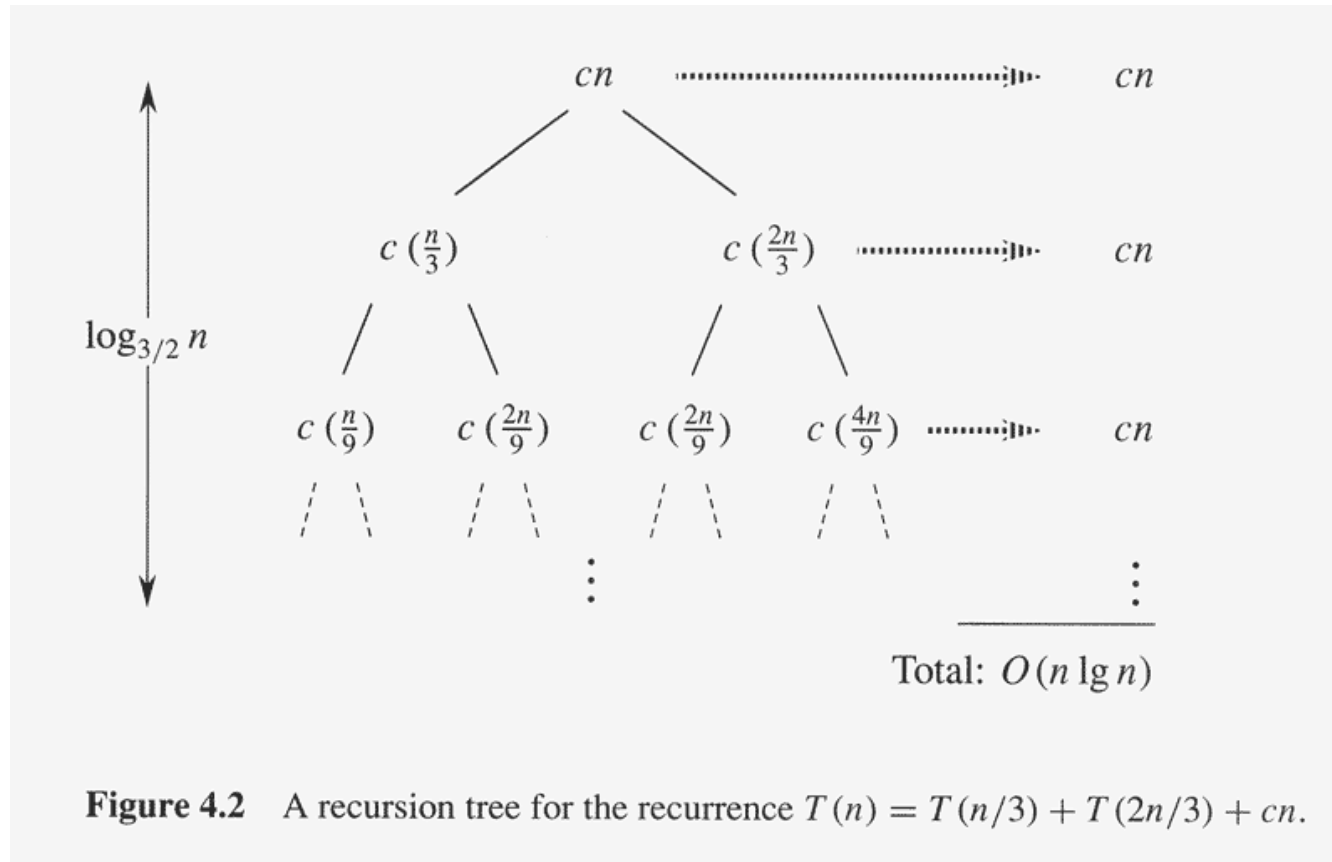 cn cn
c (n/3) c (2n/3) cn
log_{3/2} n
c (n/9) c (2n/9) c (2n/9) c (4n/9) cn
⋮ ⋮
Total: O(n lg n)
Figure 4.2 A recursion tree for the recurrence T(n) = T(n/3) + T(2n/3) + cn.